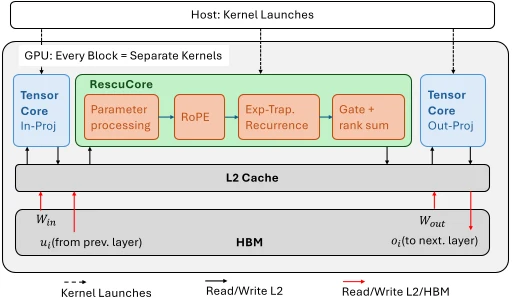 Host: Kernel Launches
GPU: Every Block = Separate Kernels
Tensor
Core
In-Proj
RescuCore
Parameter
processing
RoPE
Exp-Trap.
Recurrence
Gate +
rank sum
Tensor
Core
Out-Proj
L2 Cache
W_in
u_i(from prev. layer)
HBM
W_out
o_i(to next. layer)
Kernel Launches
Read/Write L2
Read/Write L2/HBM